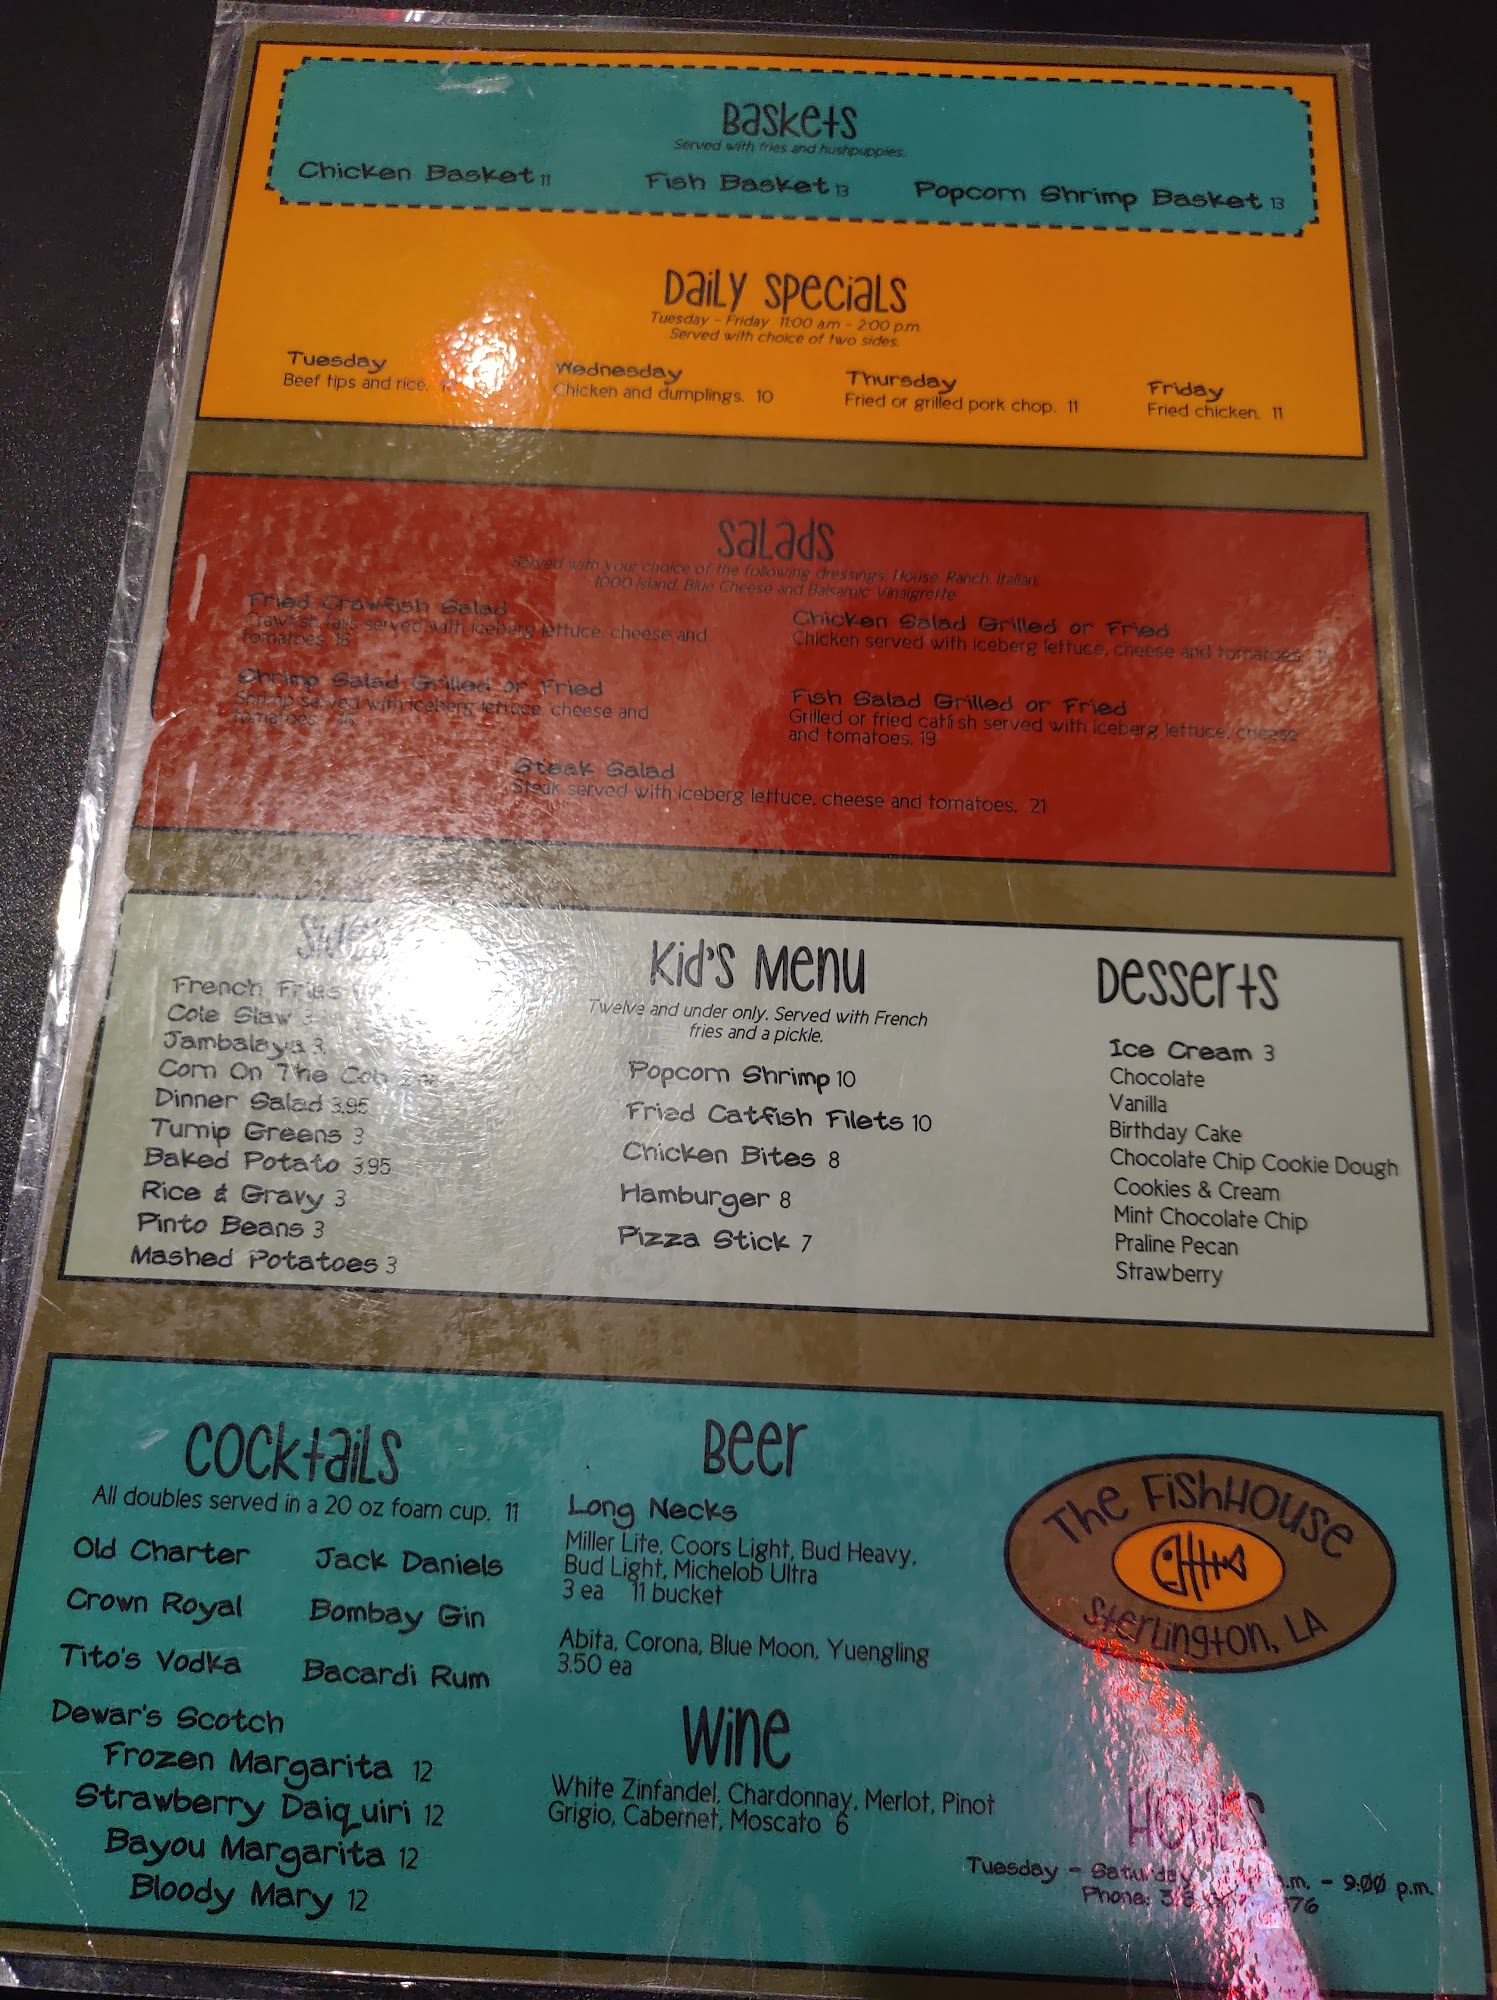 Baskets
Served with fries and hushpuppies.
Chicken Basket 11
Fish Basket 13
Popcorn Shrimp Basket 13
Daily Specials
Tuesday - Friday 11:00 am - 2:00 p.m.
Served with choice of two sides.
Tuesday
Beef tips and rice.
Wednesday
Chicken and dumplings. 10
Thursday
Fried or grilled pork chop. 11
Friday
Fried chicken. 11
Salads
Served with your choice of the following dressings, House, Ranch, Italian,
1000 Island, Blue Cheese and Balsamic Vinaigrette
Fried Crawfish Salad
Crawfish tails served with iceberg lettuce, cheese and
tomatoes. 16
Chicken Salad Grilled or Fried
Chicken served with iceberg lettuce, cheese and tomatoes.
Shrimp Salad Grilled or Fried
Shrimp served with iceberg lettuce, cheese and
tomatoes.
Fish Salad Grilled or Fried
Grilled or fried catfish served with iceberg lettuce, cheese
and tomatoes. 19
Steak Salad
Steak served with iceberg lettuce, cheese and tomatoes. 21
Sides
French Fries
Cole Slaw 3
Jambalaya 3
Corn On The Cob
Dinner Salad 3.95
Turnip Greens 3
Baked Potato 3.95
Rice & Gravy 3
Pinto Beans 3
Mashed Potatoes 3
Kid's Menu
Twelve and under only. Served with French
fries and a pickle.
Popcorn Shrimp 10
Fried Catfish Filets 10
Chicken Bites 8
Hamburger 8
Pizza Stick 7
Desserts
Ice Cream 3
Chocolate
Vanilla
Birthday Cake
Chocolate Chip Cookie Dough
Cookies & Cream
Mint Chocolate Chip
Praline Pecan
Strawberry
Cocktails
All doubles served in a 20 oz foam cup. 11
Old Charter
Jack Daniels
Crown Royal
Bombay Gin
Tito's Vodka
Bacardi Rum
Dewar's Scotch
Frozen Margarita 12
Strawberry Daiquiri 12
Bayou Margarita 12
Bloody Mary 12
Beer
Long Necks
Miller Lite, Coors Light, Bud Heavy,
Bud Light, Michelob Ultra
3 ea 11 bucket
Abita, Corona, Blue Moon, Yuengling
3.50 ea
Wine
White Zinfandel, Chardonnay, Merlot, Pinot
Grigio, Cabernet, Moscato 6
The FishHouse
Sterlington, LA
Hours
Tuesday - Saturday - 9:00 p.m.
Phone: